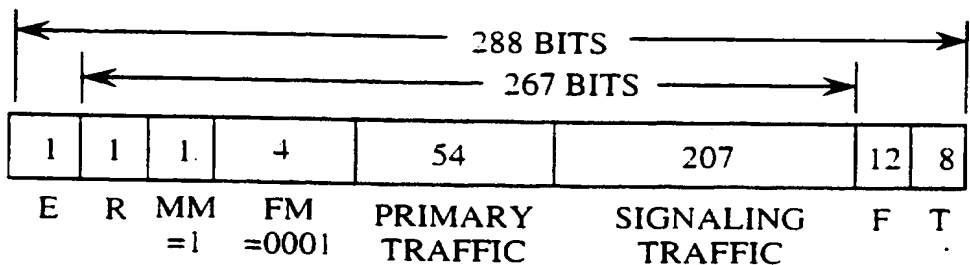 288 BITS
267 BITS
1 1 1 4 54 207 12 8
E R MM FM PRIMARY SIGNALING F T
=1 =0001 TRAFFIC TRAFFIC